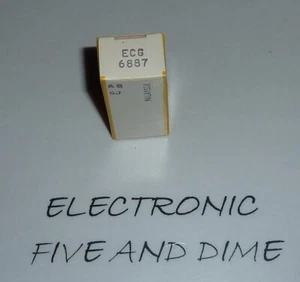 ECG
6887
ELECTRONIC
FIVE AND DIME